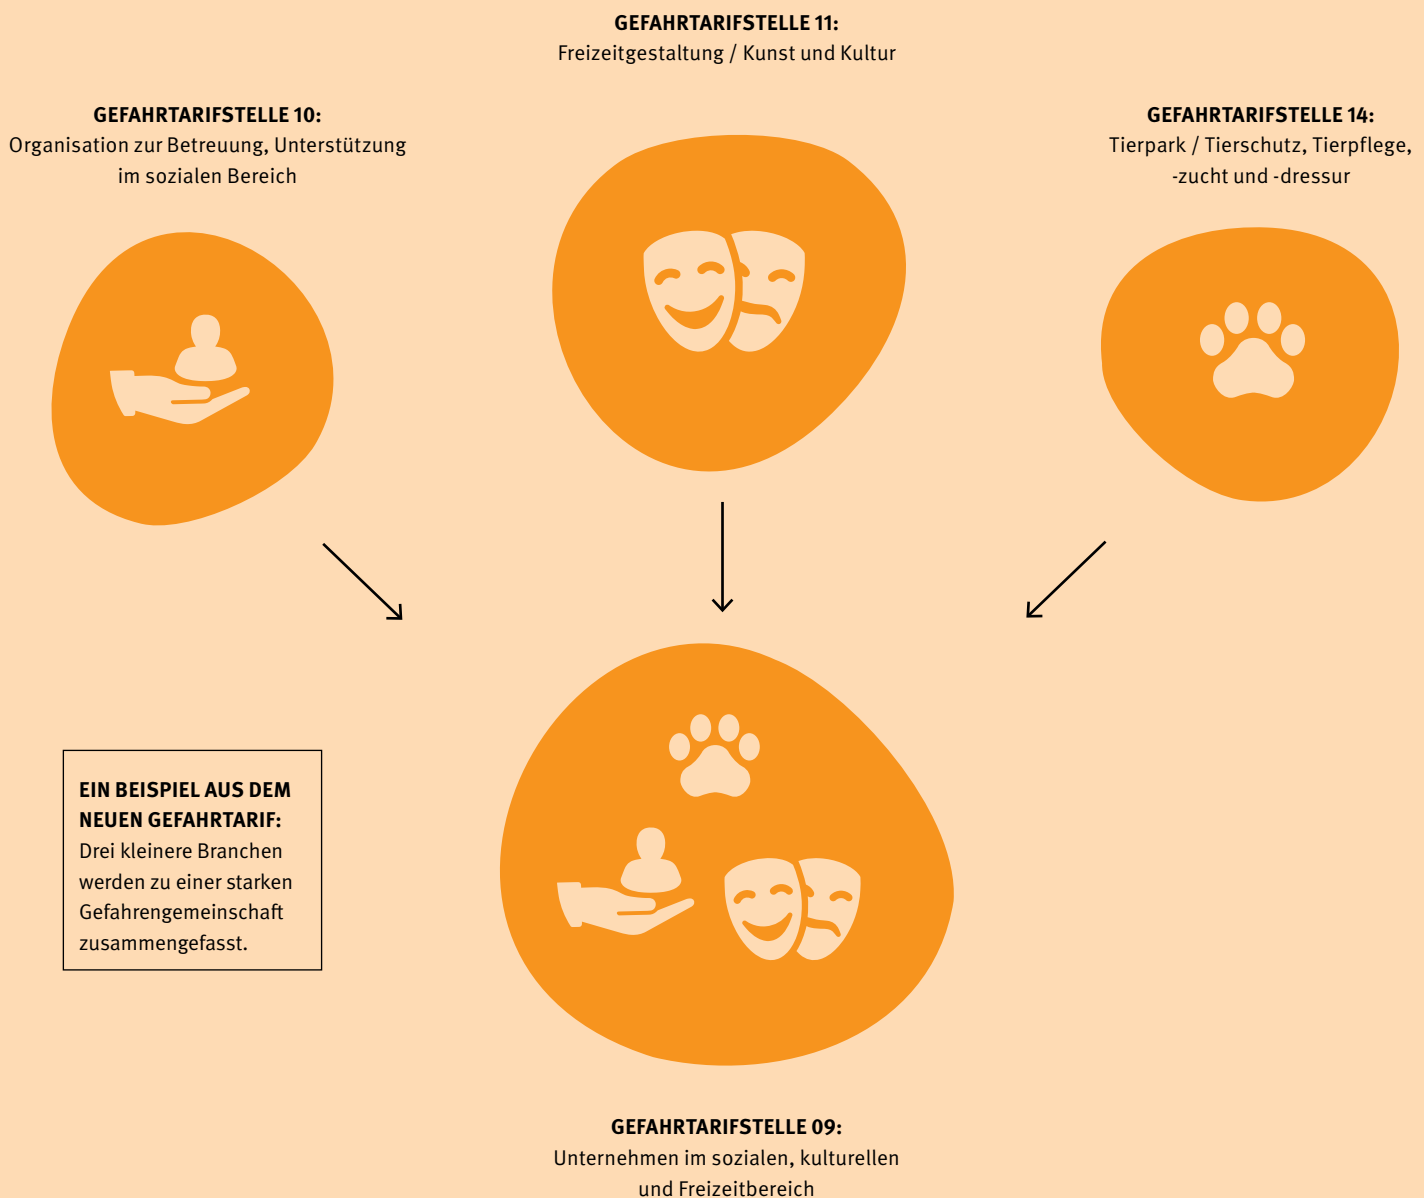 GEFAHRTARIFSTELLE 11:
Freizeitgestaltung / Kunst und Kultur
GEFAHRTARIFSTELLE 10:
Organisation zur Betreuung, Unterstützung
im sozialen Bereich
GEFAHRTARIFSTELLE 14:
Tierpark / Tierschutz, Tierpflege,
-zucht und -dressur
EIN BEISPIEL AUS DEM
NEUEN GEFAHRTARIF:
Drei kleinere Branchen
werden zu einer starken
Gefahrengemeinschaft
zusammengefasst.
GEFAHRTARIFSTELLE 09:
Unternehmen im sozialen, kulturellen
und Freizeitbereich